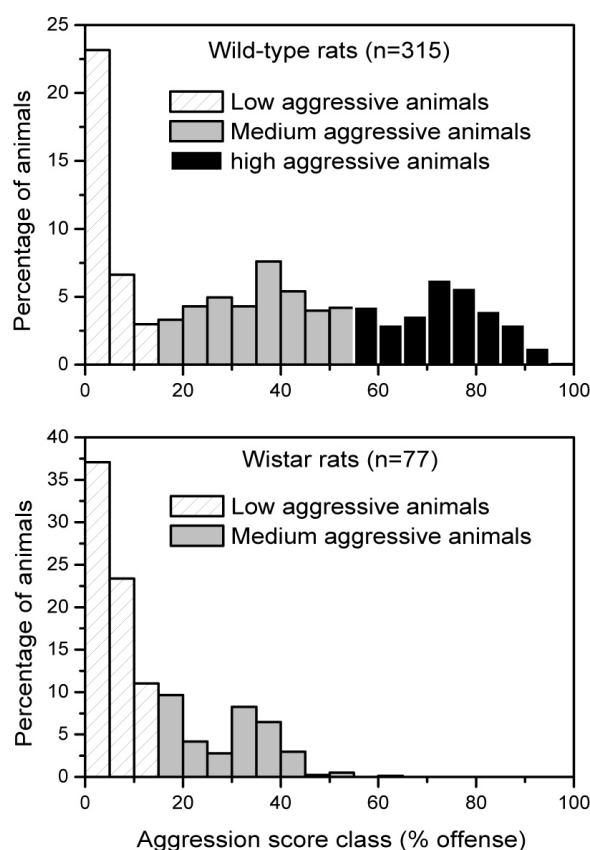 Wild-type rats (n=315)
Low aggressive animals
Medium aggressive animals
high aggressive animals
Percentage of animals
25
20
15
10
5
0
0 20 40 60 80 100
Wistar rats (n=77)
Low aggressive animals
Medium aggressive animals
Percentage of animals
40
35
30
25
20
15
10
5
0
0 20 40 60 80 100
Aggression score class (% offense)